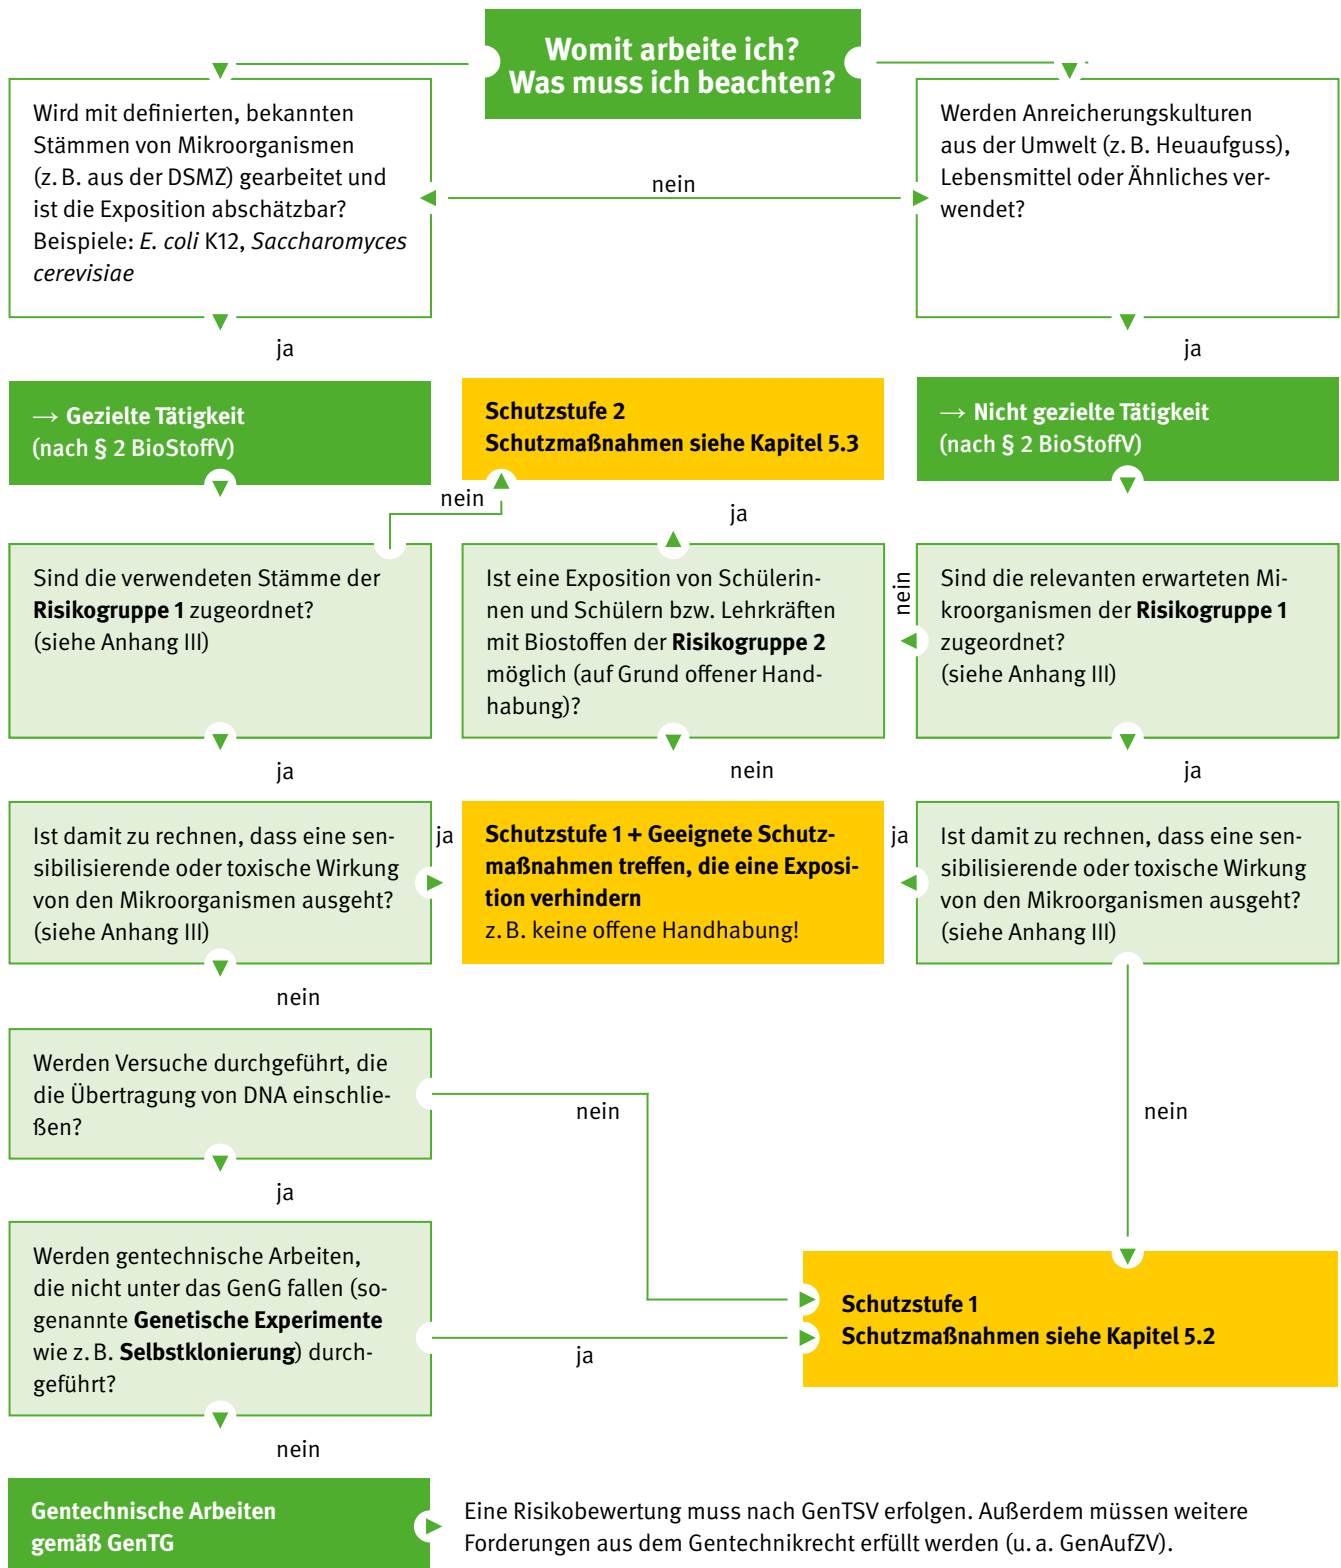 Womit arbeite ich?
Was muss ich beachten?
Wird mit definierten, bekannten
Stämmen von Mikroorganismen
(z. B. aus der DSMZ) gearbeitet und
ist die Exposition abschätzbar?
Beispiele: E. coli K12, Saccharomyces
cerevisiae
nein
Werden Anreicherungskulturen
aus der Umwelt (z. B. Heuaufguss),
Lebensmittel oder Ähnliches ver-
wendet?
ja
ja
→ Gezielte Tätigkeit
(nach § 2 BioStoffV)
Schutzstufe 2
Schutzmaßnahmen siehe Kapitel 5.3
→ Nicht gezielte Tätigkeit
(nach § 2 BioStoffV)
nein
ja
Sind die verwendeten Stämme der
Risikogruppe 1 zugeordnet?
(siehe Anhang III)
Ist eine Exposition von Schülerin-
nen und Schülern bzw. Lehrkräften
mit Biostoffen der Risikogruppe 2
möglich (auf Grund offener Hand-
habung)?
nein
Sind die relevanten erwarteten Mi-
kroorganismen der Risikogruppe 1
zugeordnet?
(siehe Anhang III)
ja
nein
ja
Ist damit zu rechnen, dass eine sen-
sibilisierende oder toxische Wirkung
von den Mikroorganismen ausgeht?
(siehe Anhang III)
ja
Schutzstufe 1 + Geeignete Schutz-
maßnahmen treffen, die eine Exposi-
tion verhindern
z. B. keine offene Handhabung!
ja
Ist damit zu rechnen, dass eine sen-
sibilisierende oder toxische Wirkung
von den Mikroorganismen ausgeht?
(siehe Anhang III)
nein
Werden Versuche durchgeführt, die
die Übertragung von DNA einschlie-
ßen?
nein
nein
ja
Werden gentechnische Arbeiten,
die nicht unter das GenG fallen (so-
genannte Genetische Experimente
wie z. B. Selbstklonierung) durch-
geführt?
ja
Schutzstufe 1
Schutzmaßnahmen siehe Kapitel 5.2
nein
Gentechnische Arbeiten
gemäß GenTG
Eine Risikobewertung muss nach GenTSV erfolgen. Außerdem müssen weitere
Forderungen aus dem Gentechnikrecht erfüllt werden (u. a. GenAufZV).